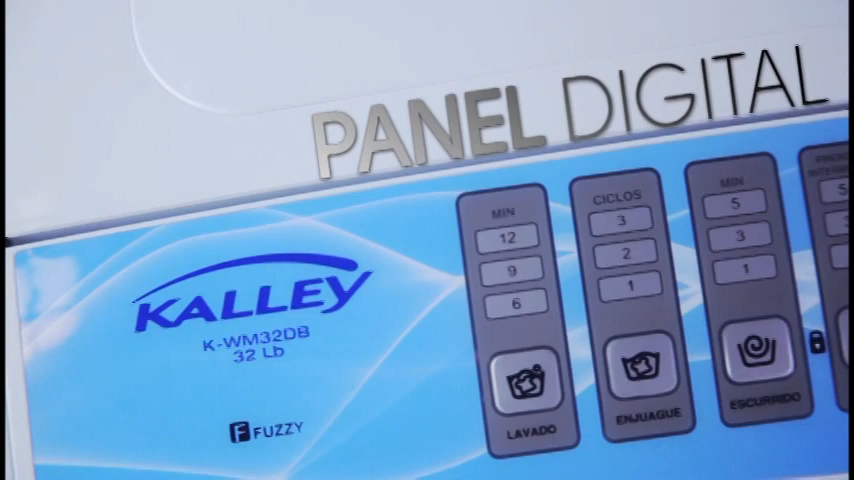 PANEL DIGITAL
KALLEY
K-WM32DB
32 Lb
F FUZZY
MIN
12
9
6
LAVADO
CICLOS
3
2
1
ENJUAGUE
MIN
5
3
1
ESCURRIDO
5